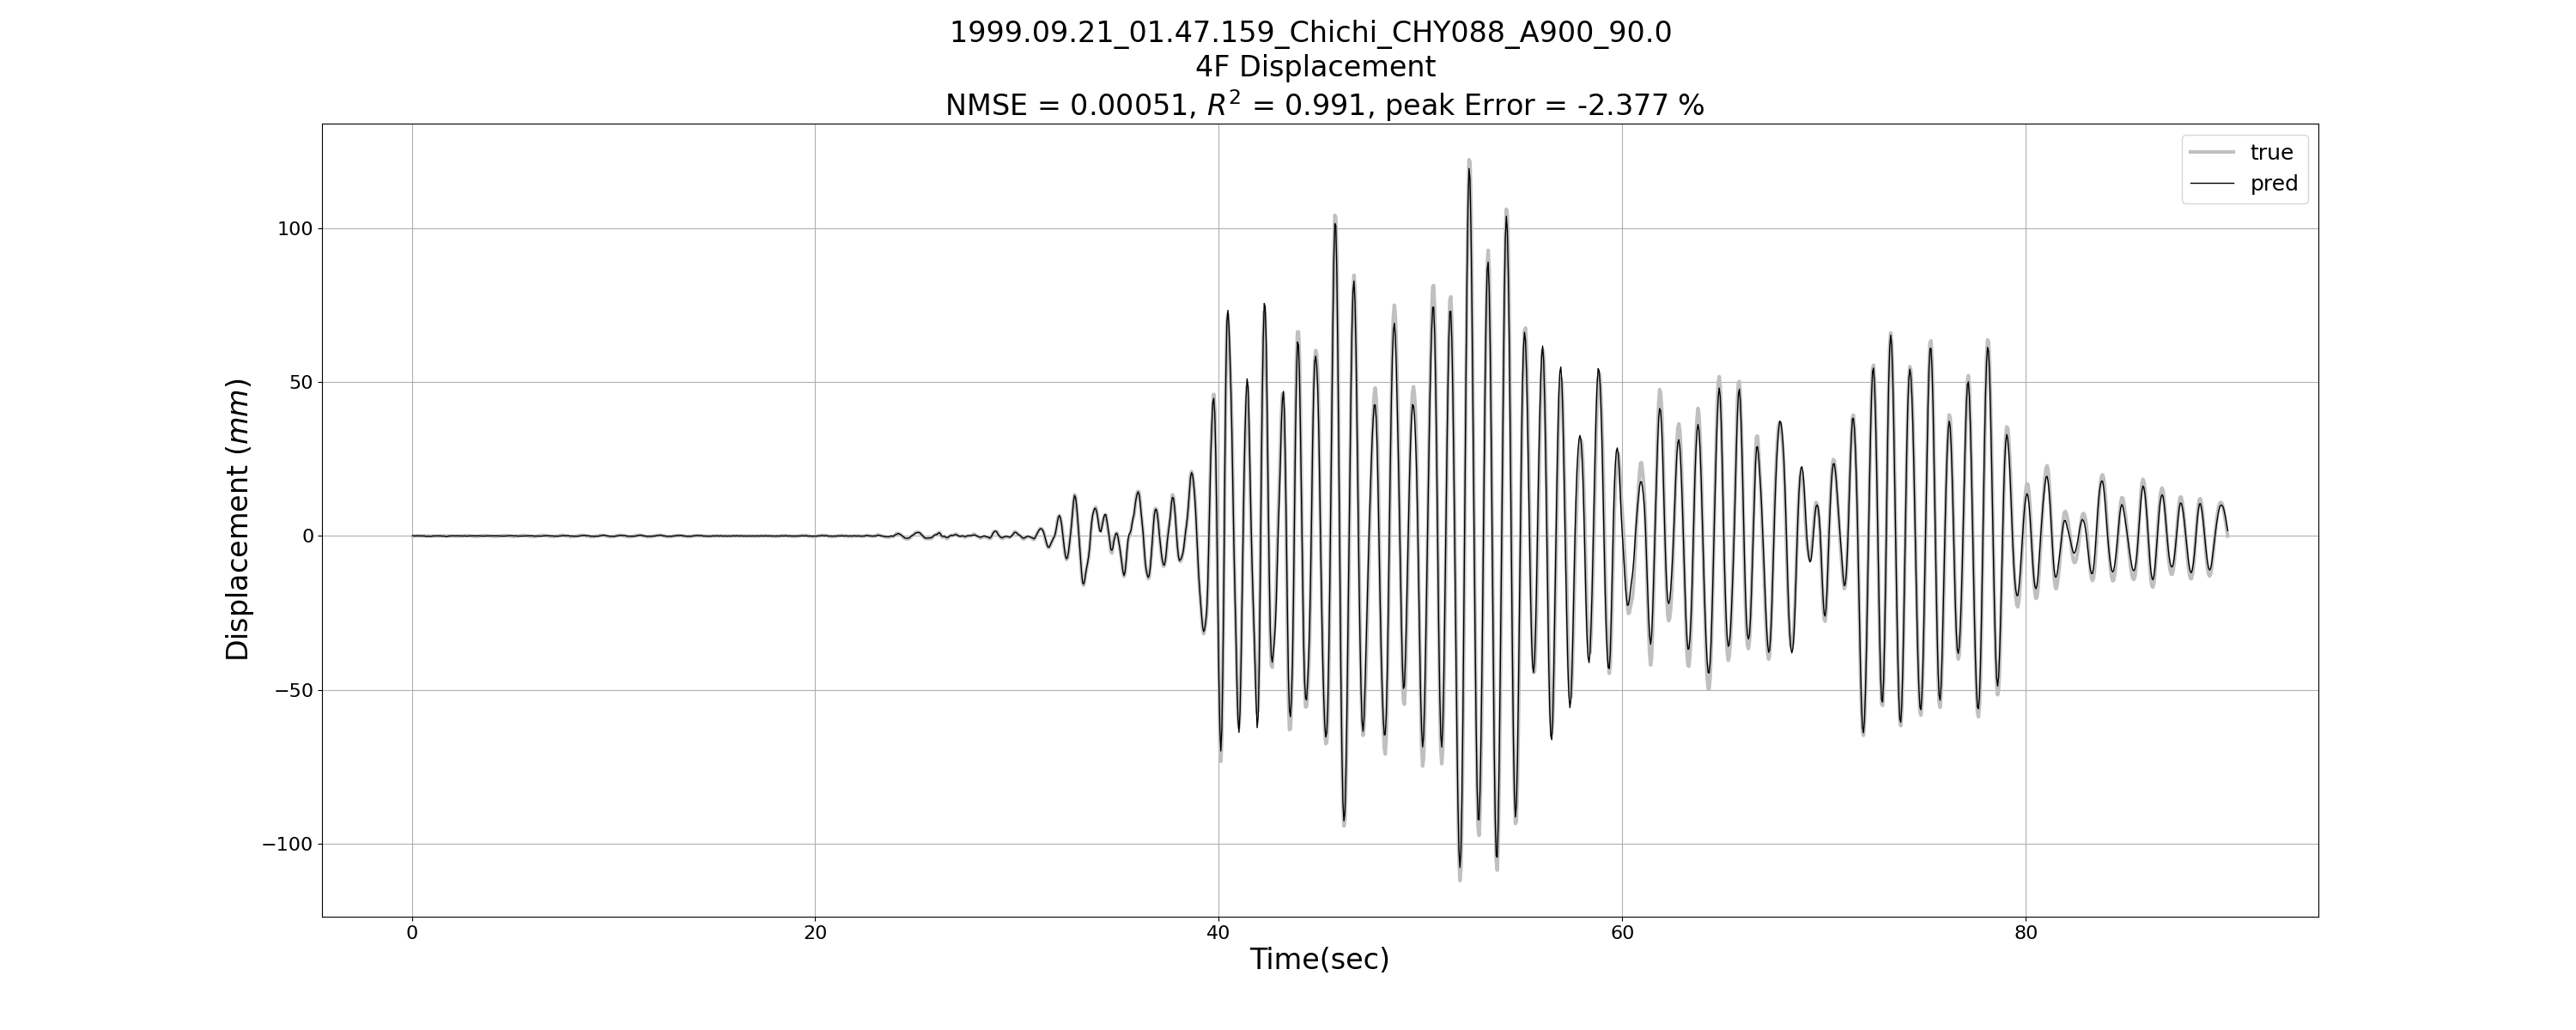 1999.09.21_01.47.159_Chichi_CHY088_A900_90.0
4F Displacement
NMSE = 0.00051, R² = 0.991, peak Error = -2.377 %
true
pred
Displacement (mm)
100
50
0
−50
−100
0 20 40 60 80
Time(sec)